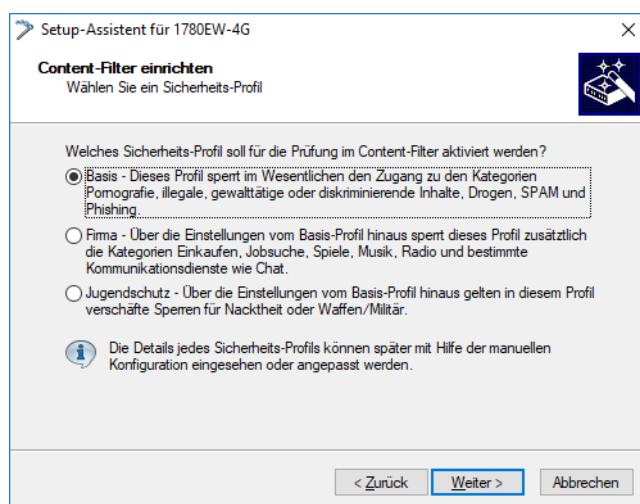 Setup-Assistent für 1780EW-4G
Content-Filter einrichten
Wählen Sie ein Sicherheits-Profil
Welches Sicherheits-Profil soll für die Prüfung im Content-Filter aktiviert werden?
Basis - Dieses Profil sperrt im Wesentlichen den Zugang zu den Kategorien
Pornografie, illegale, gewalttätige oder diskriminierende Inhalte, Drogen, SPAM und
Phishing.
Firma - Über die Einstellungen vom Basis-Profil hinaus sperrt dieses Profil zusätzlich
die Kategorien Einkaufen, Jobsuche, Spiele, Musik, Radio und bestimmte
Kommunikationsdienste wie Chat.
Jugendschutz - Über die Einstellungen vom Basis-Profil hinaus gelten in diesem Profil
verschäfte Sperren für Nacktheit oder Waffen/Militär.
Die Details jedes Sicherheits-Profils können später mit Hilfe der manuellen
Konfiguration eingesehen oder angepasst werden.
< Zurück Weiter > Abbrechen